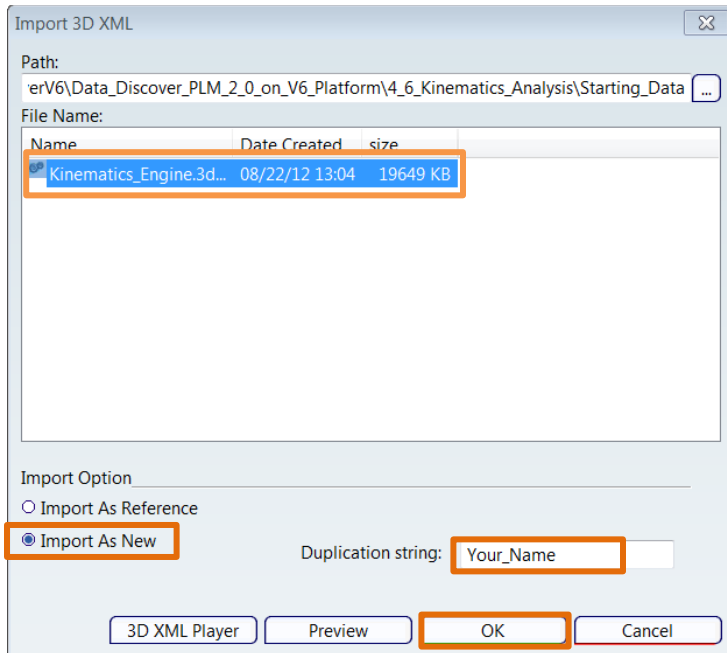 Import 3D XML
Path:
'erV6\Data_Discover_PLM_2_0_on_V6_Platform\4_6_Kinematics_Analysis\Starting_Data ...
File Name:
Name Date Created size
Kinematics_Engine.3d... 08/22/12 13:04 19649 KB
Import Option
Import As Reference
Import As New
Duplication string: Your_Name
3D XML Player Preview OK Cancel